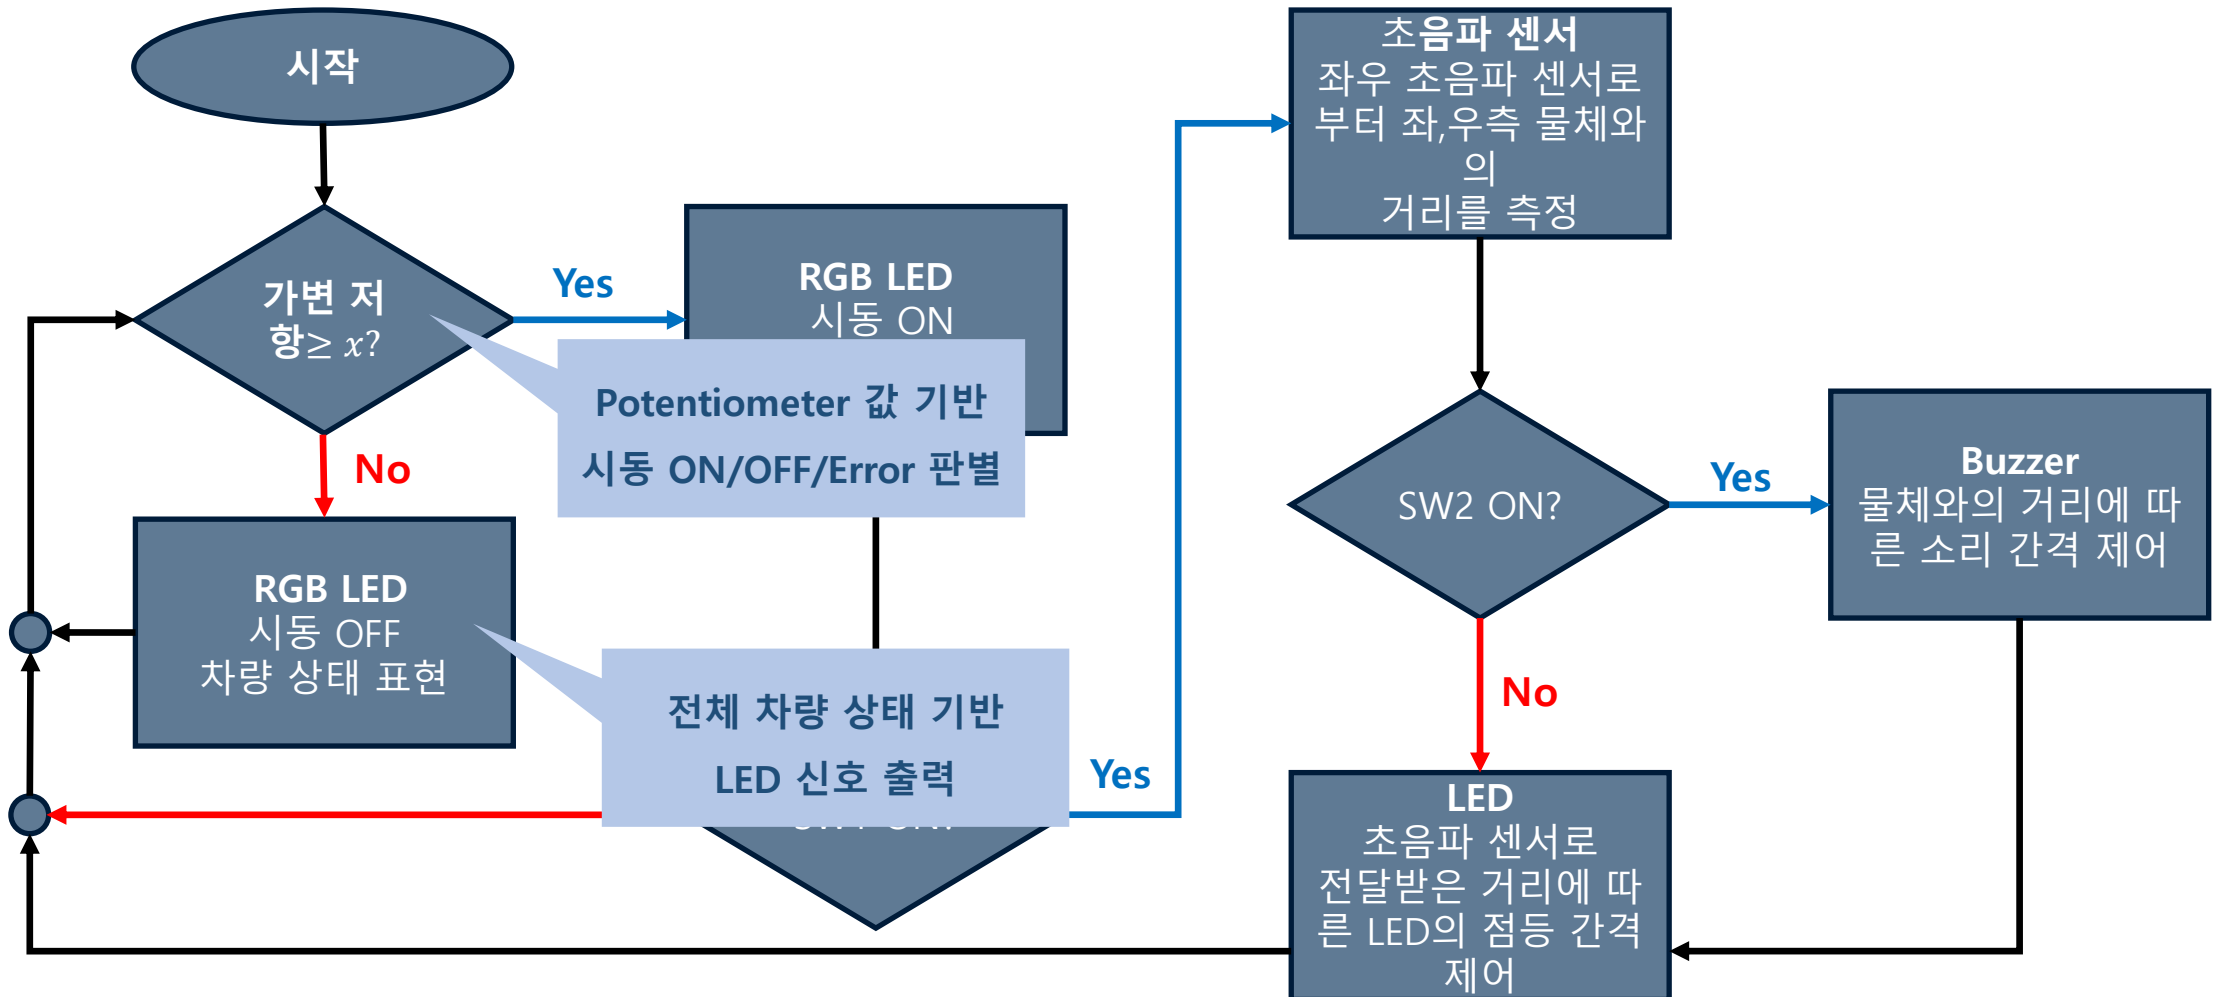 시작
가변 저
항≥ x?
Yes
No
RGB LED
시동 ON
Potentiometer 값 기반
시동 ON/OFF/Error 판별
RGB LED
시동 OFF
차량 상태 표현
전체 차량 상태 기반
LED 신호 출력
Yes
초음파 센서
좌우 초음파 센서로
부터 좌,우측 물체와
의
거리를 측정
SW2 ON?
Yes
No
Buzzer
물체와의 거리에 따
른 소리 간격 제어
LED
초음파 센서로
전달받은 거리에 따
른 LED의 점등 간격
제어